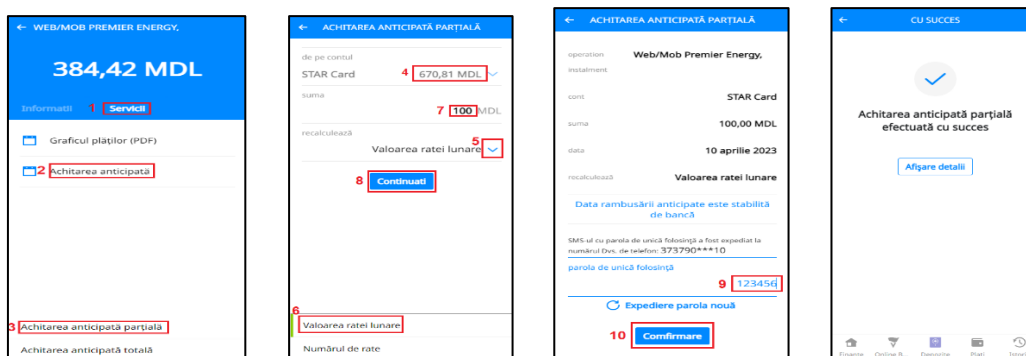 ← WEB/MOB PREMIER ENERGY,
384,42 MDL
Informatii 1 Servicii
Graficul plăților (PDF)
2 Achitarea anticipată
3 Achitarea anticipată parțială
Achitarea anticipată totală
← ACHITAREA ANTICIPATĂ PARȚIALĂ
de pe contul
STAR Card 4 670,81 MDL
suma
7 100 MDL
recalculează
5
Valoarea ratei lunare
8 Continuati
6
Valoarea ratei lunare
Numărul de rate
← ACHITAREA ANTICIPATĂ PARȚIALĂ
operation Web/Mob Premier Energy,
instalment
cont STAR Card
suma 100,00 MDL
data 10 aprilie 2023
recalculează Valoarea ratei lunare
Data rambusării anticipate este stabilită
de bancă
SMS-ul cu parola de unică folosință a fost expediat la
numărul Dvs. de telefon: 373790***10
parola de unică folosință
9 123456
Expediere parola nouă
10 Comfirmare
← CU SUCCES
Achitarea anticipată parțială
efectuată cu succes
Afișare detalii
Finanțe Online B... Depozite Plăți Istoric